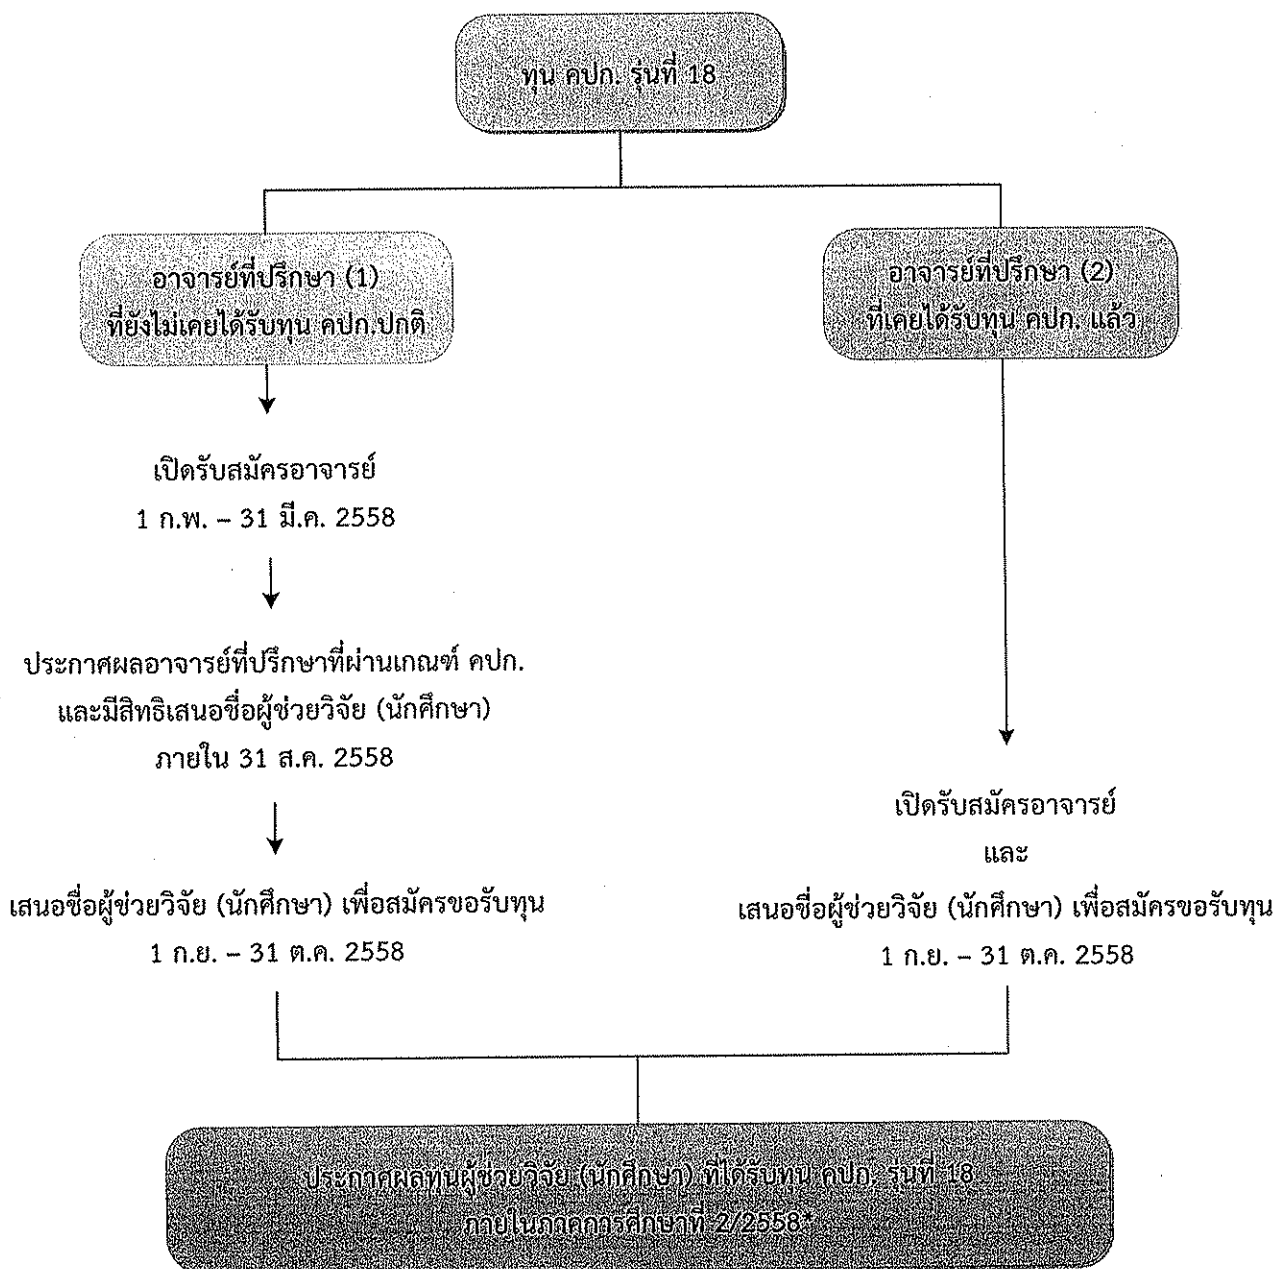 ทุน คปก. รุ่นที่ 18
อาจารย์ที่ปรึกษา (1)
ที่ยังไม่เคยได้รับทุน คปก.ปกติ
เปิดรับสมัครอาจารย์
1 ก.พ. – 31 มี.ค. 2558
ประกาศผลอาจารย์ที่ปรึกษาที่ผ่านเกณฑ์ คปก.
และมีสิทธิเสนอชื่อผู้ช่วยวิจัย (นักศึกษา)
ภายใน 31 ส.ค. 2558
เสนอชื่อผู้ช่วยวิจัย (นักศึกษา) เพื่อสมัครขอรับทุน
1 ก.ย. – 31 ต.ค. 2558
อาจารย์ที่ปรึกษา (2)
ที่เคยได้รับทุน คปก. แล้ว
เปิดรับสมัครอาจารย์
และ
เสนอชื่อผู้ช่วยวิจัย (นักศึกษา) เพื่อสมัครขอรับทุน
1 ก.ย. – 31 ต.ค. 2558
ประกาศผลทุนผู้ช่วยวิจัย (นักศึกษา) ที่ได้รับทุน คปก. รุ่นที่ 18
ภายในภาคการศึกษาที่ 2/2558*